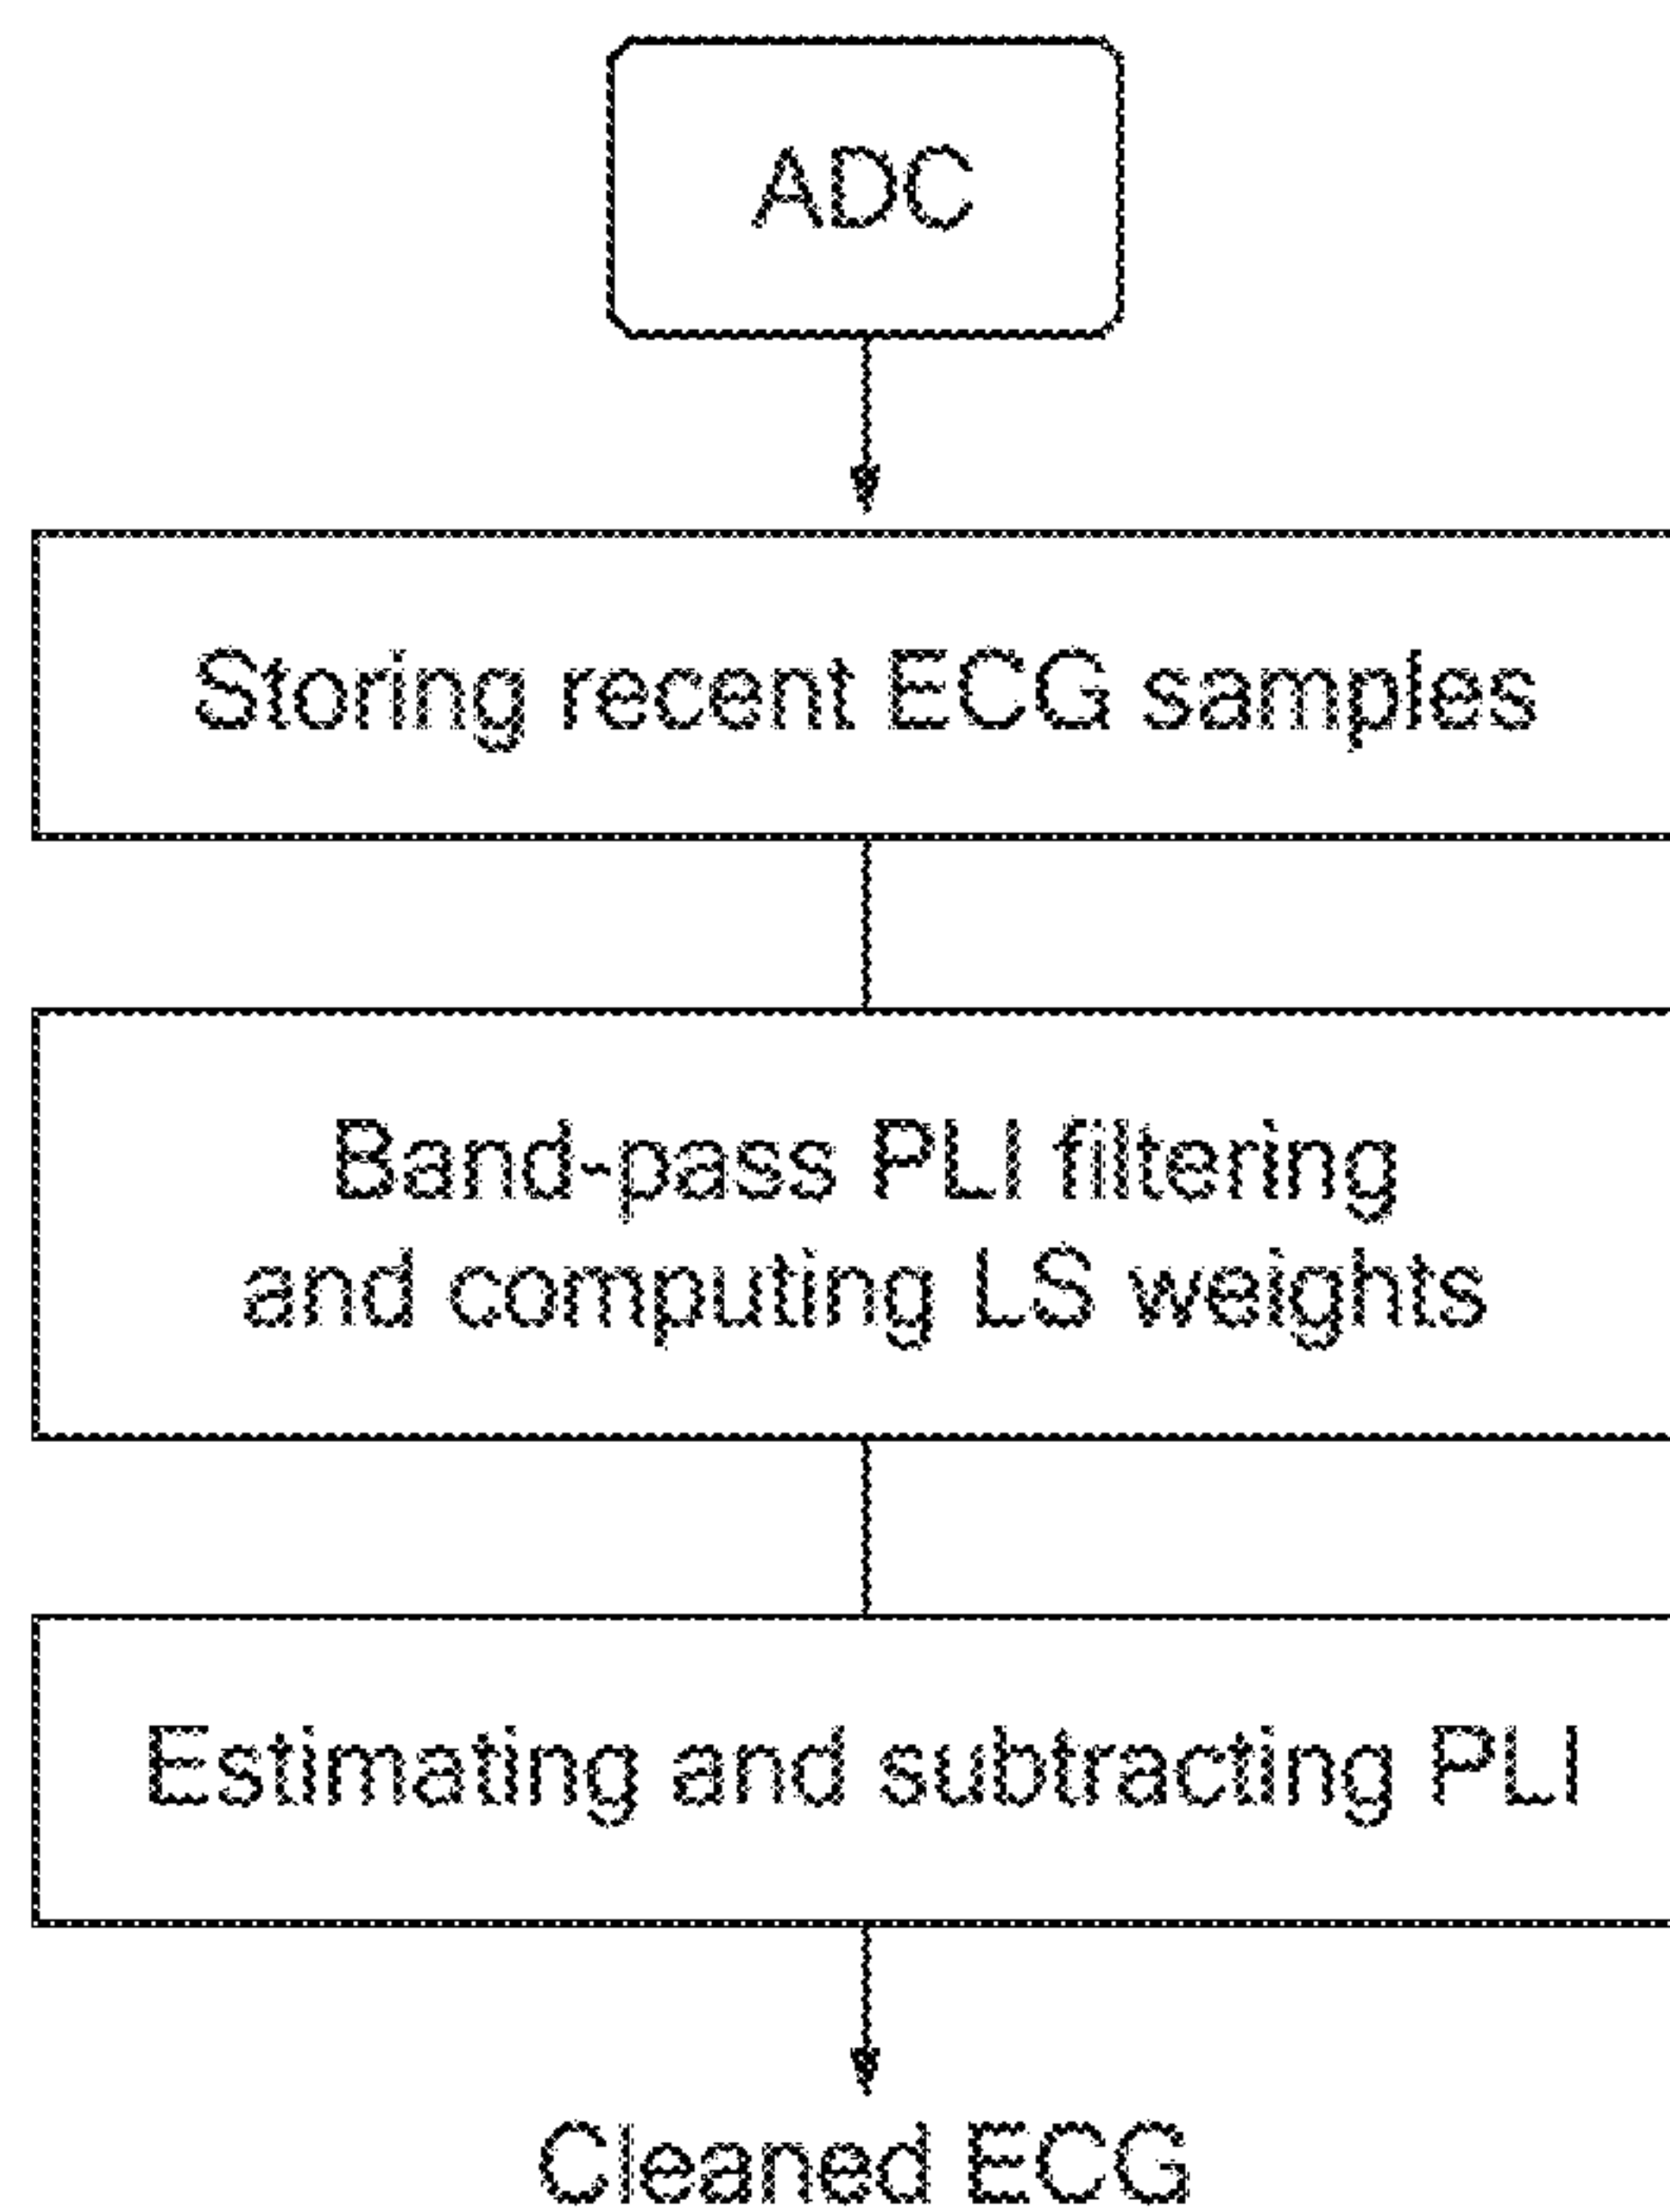 ADC
Storing recent ECG samples
Band-pass PLI filtering
and computing LS weights
Estimating and subtracting PLI
Cleaned ECG